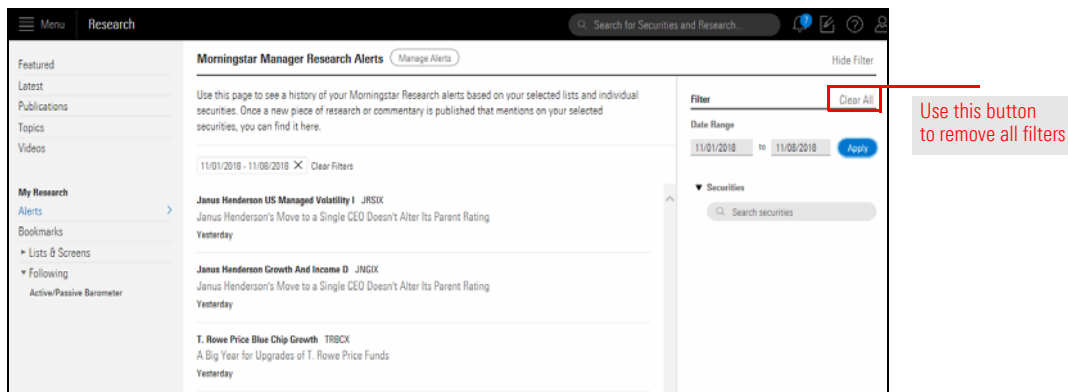 Menu
Research
Search for Securities and Research...
7
Featured
Latest
Publications
Topics
Videos
My Research
Alerts
Bookmarks
Lists & Screens
Following
Active/Passive Barometer
Morningstar Manager Research Alerts
Manage Alerts
Hide Filter
Use this page to see a history of your Morningstar Research alerts based on your selected lists and individual
securities. Once a new piece of research or commentary is published that mentions on your selected
securities, you can find it here.
11/01/2018 - 11/08/2018
Clear Filters
Janus Henderson US Managed Volatility I JRSIX
Janus Henderson's Move to a Single CEO Doesn't Alter Its Parent Rating
Yesterday
Janus Henderson Growth And Income D JNGIX
Janus Henderson's Move to a Single CEO Doesn't Alter Its Parent Rating
Yesterday
T. Rowe Price Blue Chip Growth TRBCX
A Big Year for Upgrades of T. Rowe Price Funds
Yesterday
Filter
Clear All
Date Range
11/01/2018 to 11/08/2018 Apply
Securities
Search securities
Use this button
to remove all filters